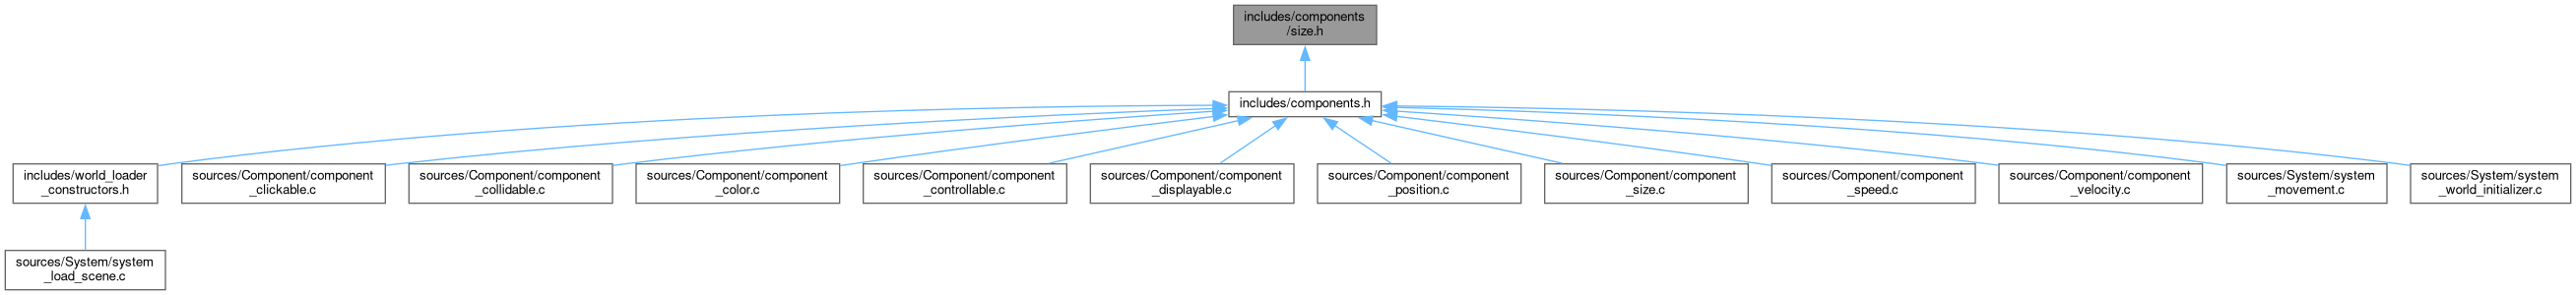 includes/components
/size.h
includes/components.h
includes/world_loader
_constructors.h
sources/Component/component
_clickable.c
sources/Component/component
_collidable.c
sources/Component/component
_color.c
sources/Component/component
_controllable.c
sources/Component/component
_displayable.c
sources/Component/component
_position.c
sources/Component/component
_size.c
sources/Component/component
_speed.c
sources/Component/component
_velocity.c
sources/System/system
_movement.c
sources/System/system
_world_initializer.c
sources/System/system
_load_scene.c